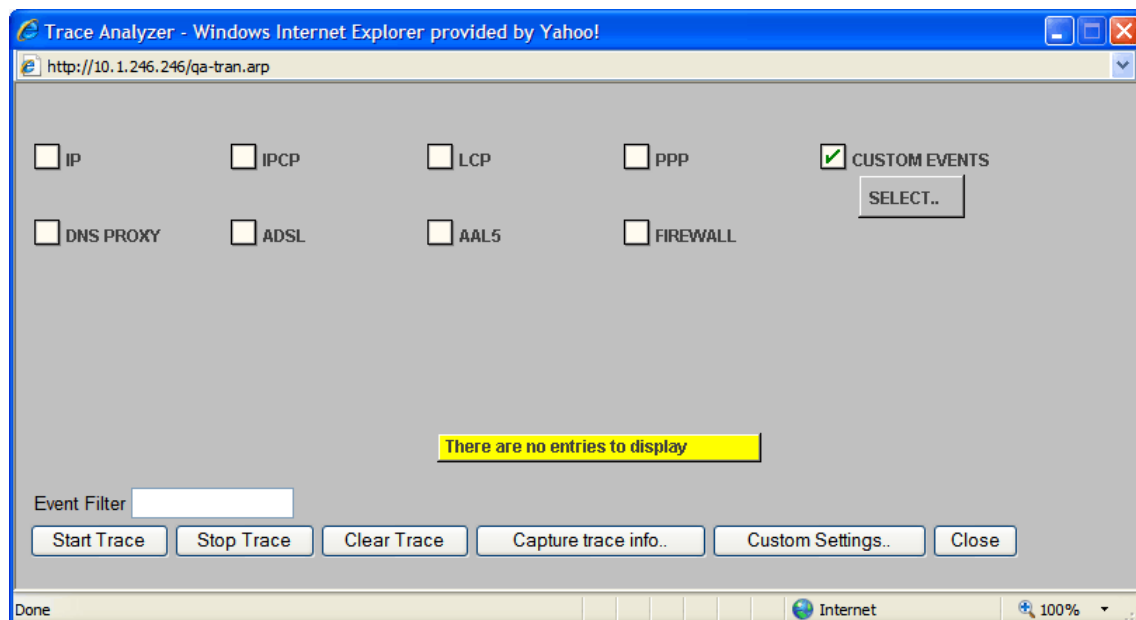 Trace Analyzer - Windows Internet Explorer provided by Yahoo!
http://10.1.246.246/qa-tran.arp
IP IPCP LCP PPP CUSTOM EVENTS
SELECT..
DNS PROXY ADSL AAL5 FIREWALL
There are no entries to display
Event Filter
Start Trace Stop Trace Clear Trace Capture trace info.. Custom Settings.. Close
Done Internet 100%